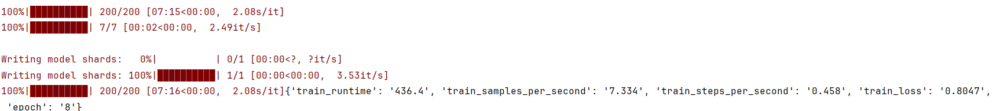 100%|██████████| 200/200 [07:15<00:00,  2.08s/it]
100%|██████████| 7/7 [00:02<00:00,  2.49it/s]
Writing model shards:   0%|          | 0/1 [00:00<?, ?it/s]
Writing model shards: 100%|██████████| 1/1 [00:00<00:00,  3.53it/s]
100%|██████████| 200/200 [07:16<00:00,  2.08s/it]{'train_runtime': '436.4', 'train_samples_per_second': '7.334', 'train_steps_per_second': '0.458', 'train_loss': '0.8047',
 'epoch': '8'}